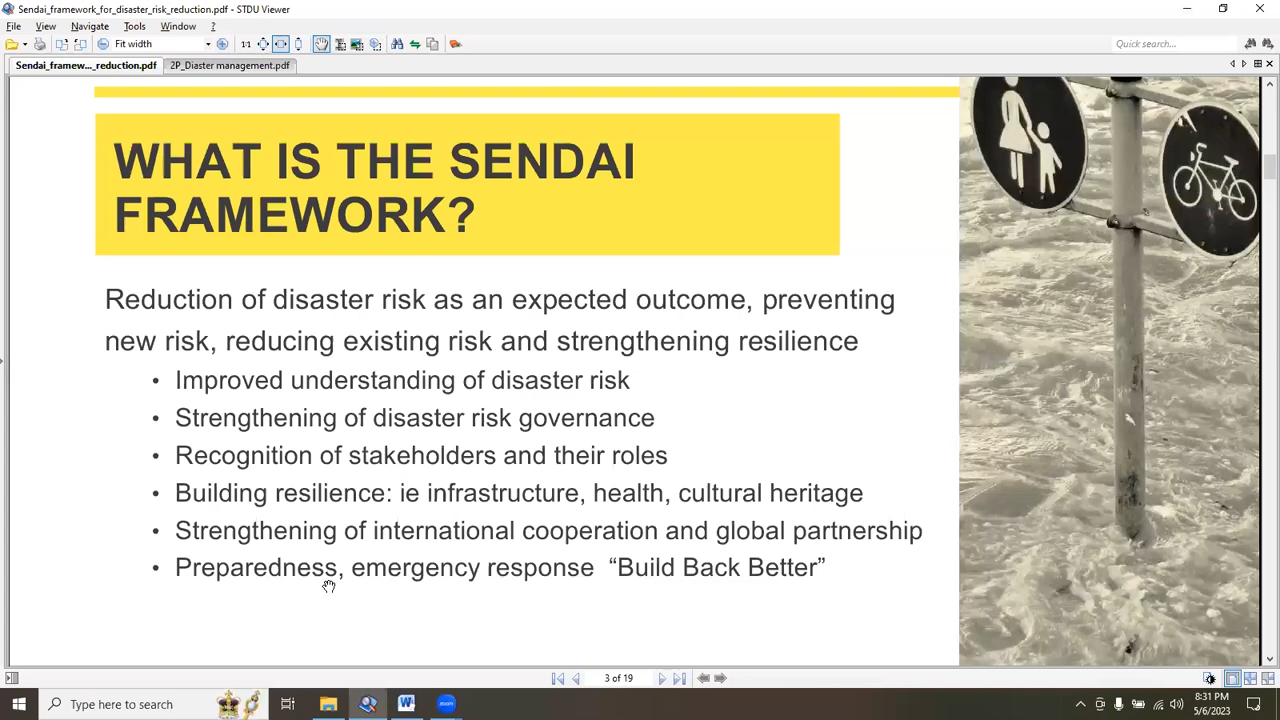 Sendai_framework_for_disaster_risk_reduction.pdf - STDU Viewer
File View Navigate Tools Window ?
Fit width
1:1
Quick search...
Sendai_framew..._reduction.pdf 2P_Diaster management.pdf
WHAT IS THE SENDAI
FRAMEWORK?
Reduction of disaster risk as an expected outcome, preventing
new risk, reducing existing risk and strengthening resilience
• Improved understanding of disaster risk
• Strengthening of disaster risk governance
• Recognition of stakeholders and their roles
• Building resilience: ie infrastructure, health, cultural heritage
• Strengthening of international cooperation and global partnership
• Preparedness, emergency response “Build Back Better”
3 of 19
Type here to search
zoom
8:31 PM
5/6/2023